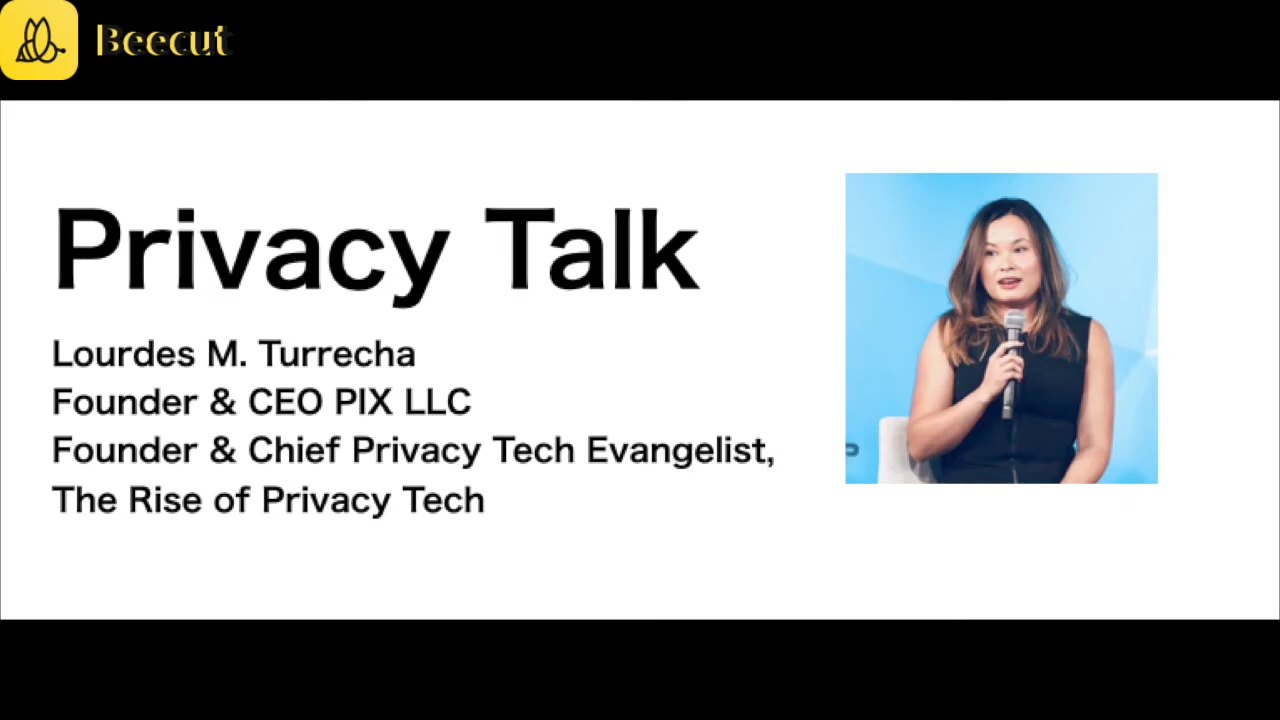 Beecut
Privacy Talk
Lourdes M. Turrecha
Founder & CEO PIX LLC
Founder & Chief Privacy Tech Evangelist,
The Rise of Privacy Tech